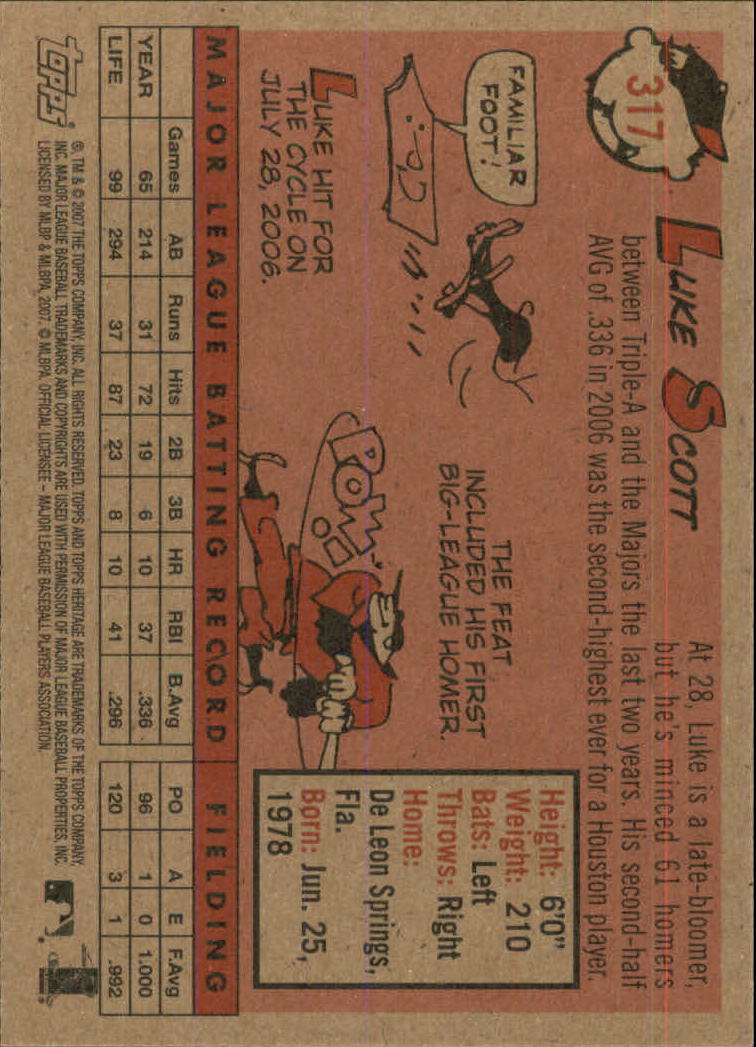 317
LUKE SCOTT
At 28, Luke is a late-bloomer,
but he's minced 61 homers
between Triple-A and the Majors the last two years. His second-half
AVG of .336 in 2006 was the second-highest ever for a Houston player.
FAMILIAR
FOOT!
LUKE HIT FOR
THE CYCLE ON
JULY 28, 2006.
THE FEAT
INCLUDED HIS FIRST
BIG-LEAGUE HOMER.
POW!
Height: 6'0"
Weight: 210
Bats: Left
Throws: Right
Home:
De Leon Springs,
Fla.
Born: Jun. 25,
1978
MAJOR LEAGUE BATTING RECORD FIELDING
Games AB Runs Hits 2B 3B HR RBI B.Avg PO A E F.Avg
YEAR 65 214 31 72 19 6 10 37 .336 96 1 0 1.000
LIFE 99 294 37 87 23 8 10 41 .296 120 3 1 .992
topps
®, TM & © 2007 THE TOPPS COMPANY, INC. ALL RIGHTS RESERVED. TOPPS AND TOPPS HERITAGE ARE TRADEMARKS OF THE TOPPS COMPANY,
INC. MAJOR LEAGUE BASEBALL TRADEMARKS AND COPYRIGHTS ARE USED WITH PERMISSION OF MAJOR LEAGUE BASEBALL PROPERTIES, INC.
LICENSED BY MLBP & MLBPA, 2007. © MLBPA. OFFICIAL LICENSEE – MAJOR LEAGUE BASEBALL PLAYERS ASSOCIATION.